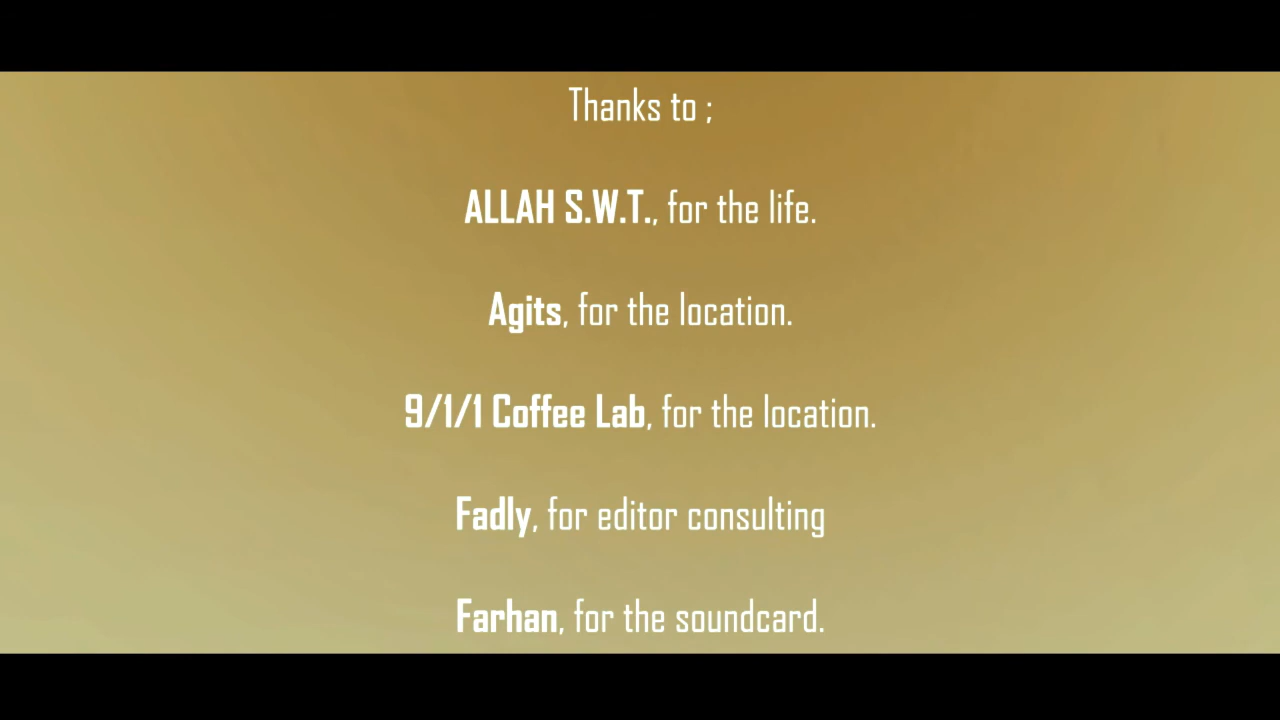 Thanks to ;
ALLAH S.W.T., for the life.
Agits, for the location.
9/1/1 Coffee Lab, for the location.
Fadly, for editor consulting
Farhan, for the soundcard.